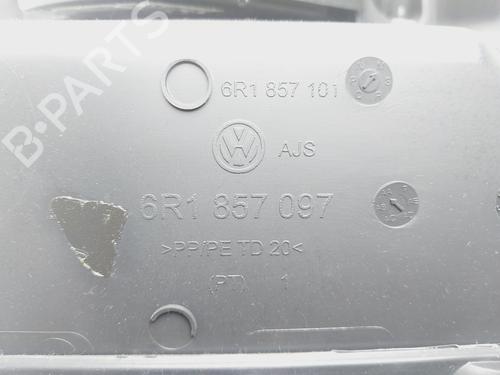 B-PARTS
6R1 857 101
AJS
6R1 857 097
>PP/PE TD 20<
(PT) 1